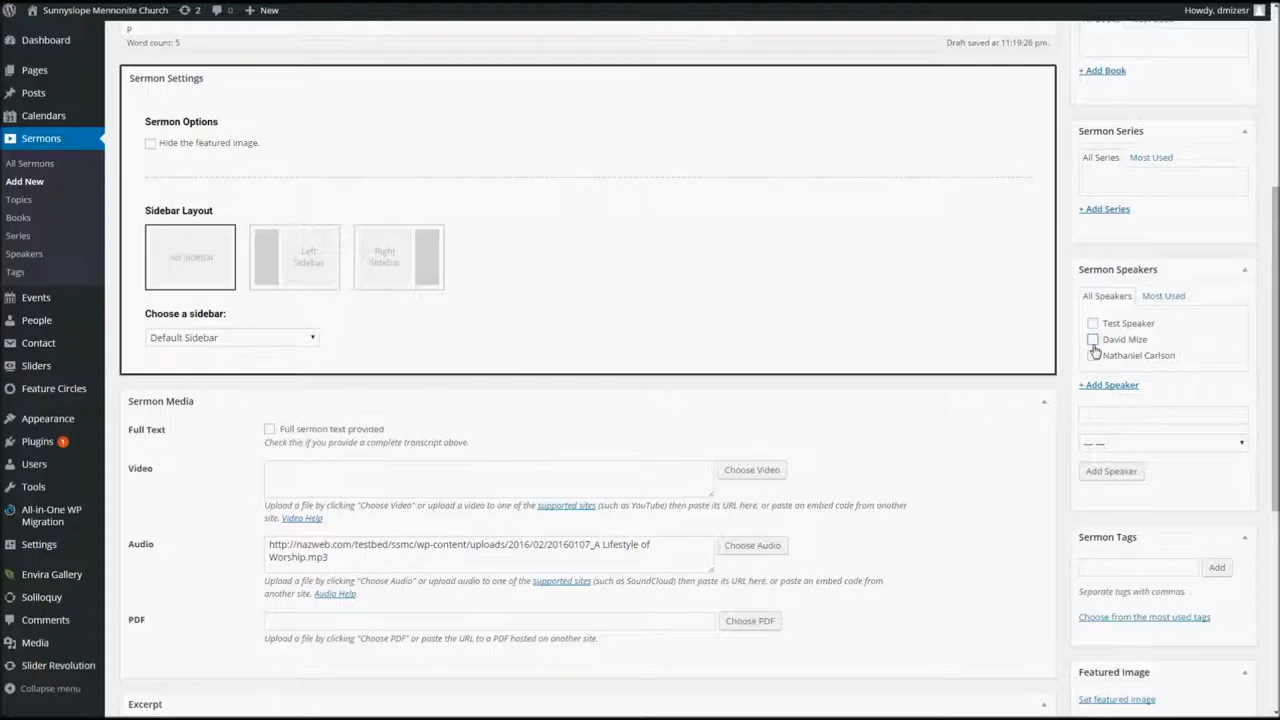 Sunnyslope Mennonite Church 2 0 New Howdy, dmizesr
Dashboard
Pages
Posts
Calendars
Sermons
All Sermons
Add New
Topics
Books
Series
Speakers
Tags
Events
People
Contact
Sliders
Feature Circles
Appearance
Plugins 1
Users
Tools
All-in-One WP
Migration
Settings
Envira Gallery
Soliloquy
Comments
Media
Slider Revolution
Collapse menu
p
Word count: 5 Draft saved at 11:19:26 pm.
Sermon Settings
Sermon Options
Hide the featured image.
Sidebar Layout
No Sidebar
Left
Sidebar
Right
Sidebar
Choose a sidebar:
Default Sidebar
Sermon Media
Full Text Full sermon text provided
Check this if you provide a complete transcript above.
Video Choose Video
Upload a file by clicking "Choose Video" or upload a video to one of the supported sites (such as YouTube) then paste its URL here, or paste an embed code from another
site. Video Help
Audio http://nazweb.com/testbed/ssmc/wp-content/uploads/2016/02/20160107_A Lifestyle of
Worship.mp3
Choose Audio
Upload a file by clicking "Choose Audio" or upload audio to one of the supported sites (such as SoundCloud) then paste its URL here, or paste an embed code from
another site. Audio Help
PDF Choose PDF
Upload a file by clicking "Choose PDF" or paste the URL to a PDF hosted on another site.
Excerpt
+ Add Book
Sermon Series
All Series Most Used
+ Add Series
Sermon Speakers
All Speakers Most Used
Test Speaker
David Mize
Nathaniel Carlson
+ Add Speaker
— —
Add Speaker
Sermon Tags
Add
Separate tags with commas
Choose from the most used tags
Featured Image
Set featured image